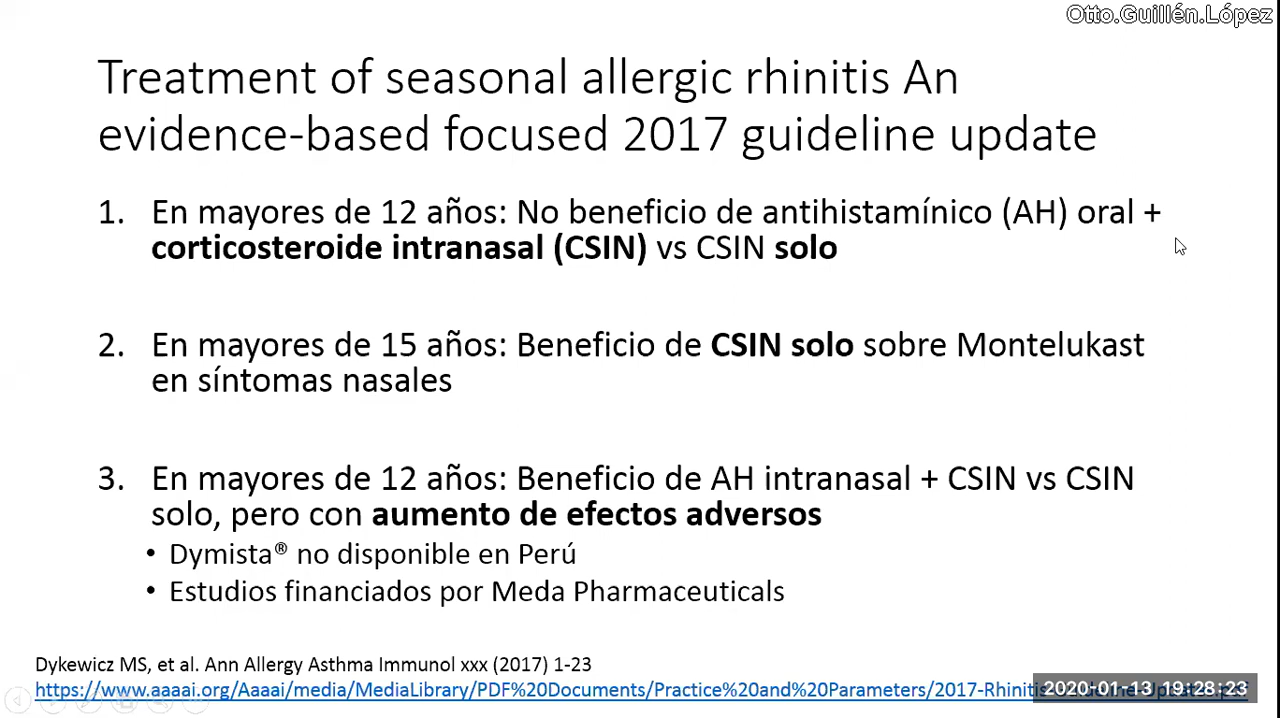 Otto.Guillén.López
Treatment of seasonal allergic rhinitis An
evidence-based focused 2017 guideline update
1. En mayores de 12 años: No beneficio de antihistamínico (AH) oral +
corticosteroide intranasal (CSIN) vs CSIN solo
2. En mayores de 15 años: Beneficio de CSIN solo sobre Montelukast
en síntomas nasales
3. En mayores de 12 años: Beneficio de AH intranasal + CSIN vs CSIN
solo, pero con aumento de efectos adversos
• Dymista® no disponible en Perú
• Estudios financiados por Meda Pharmaceuticals
Dykewicz MS, et al. Ann Allergy Asthma Immunol xxx (2017) 1-23
https://www.aaaai.org/Aaaai/media/MediaLibrary/PDF%20Documents/Practice%20and%20Parameters/2017-Rhinitis
2020-01-13 19:28:23